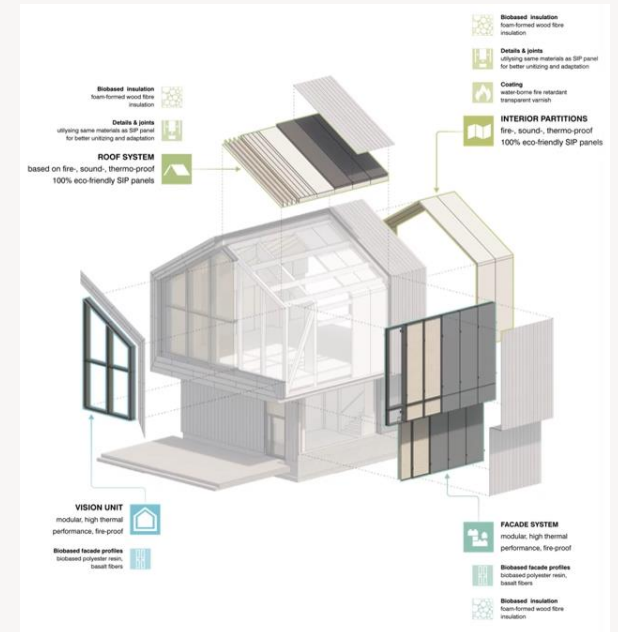 Biobased insulation
foam-formed wood fibre
insulation
Details & joints
utilysing same materials as SIP panel
for better unitizing and adaptation
ROOF SYSTEM
based on fire-, sound-, thermo-proof
100% eco-friendly SIP panels
Biobased insulation
foam-formed wood fibre
insulation
Details & joints
utilysing same materials as SIP panel
for better unitizing and adaptation
Coating
water-borne fire retardant
transparent varnish
INTERIOR PARTITIONS
fire-, sound-, thermo-proof
100% eco-friendly SIP panels
VISION UNIT
modular, high thermal
performance, fire-proof
Biobased facade profiles
biobased polyester resin,
basalt fibers
FACADE SYSTEM
modular, high thermal
performance, fire-proof
Biobased facade profiles
biobased polyester resin,
basalt fibers
Biobased insulation
foam-formed wood fibre
insulation